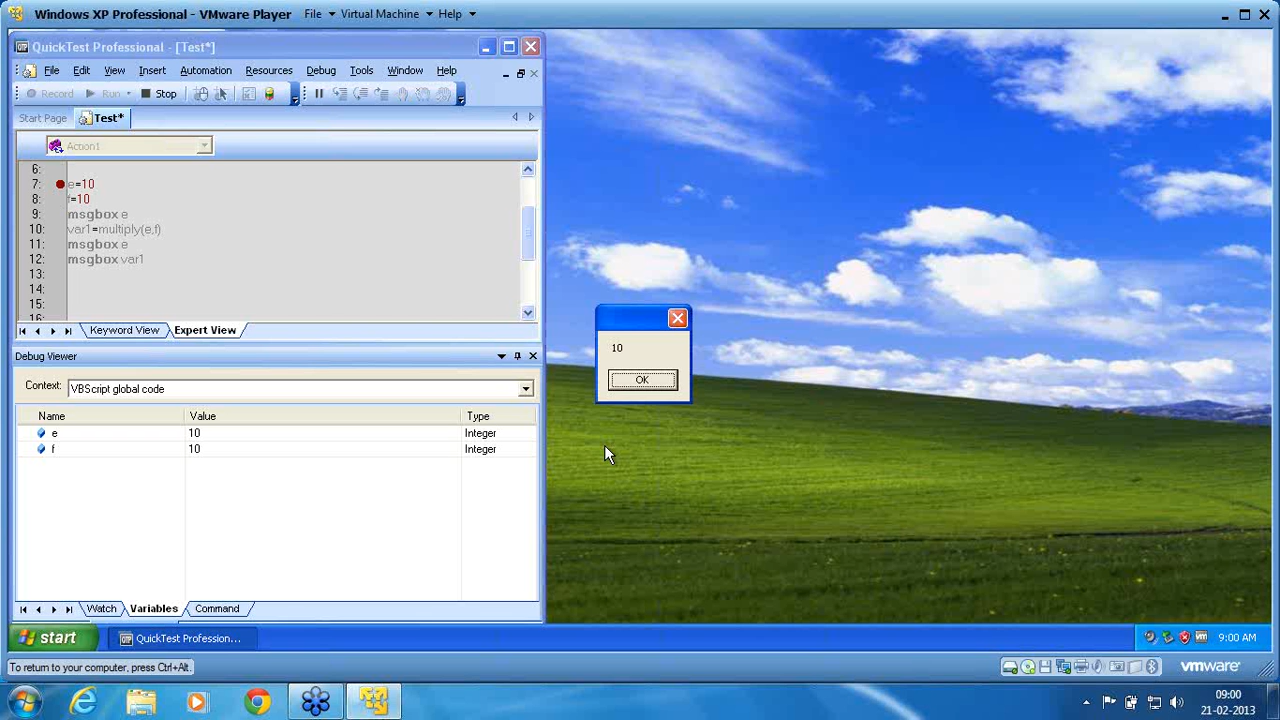 Windows XP Professional - VMware Player File Virtual Machine Help
QuickTest Professional - [Test*]
File Edit View Insert Automation Resources Debug Tools Window Help
Record Run Stop
Start Page Test*
Action1
6:
7: e=10
8: f=10
9: msgbox e
10: var1=multiply(e,f)
11: msgbox e
12: msgbox var1
13:
14:
15:
16:
Keyword View Expert View
Debug Viewer
Context: VBScript global code
Name Value Type
e 10 Integer
f 10 Integer
Watch Variables Command
10
OK
start QTP QuickTest Profession... 9:00 AM
To return to your computer, press Ctrl+Alt. vmware
09:00
21-02-2013